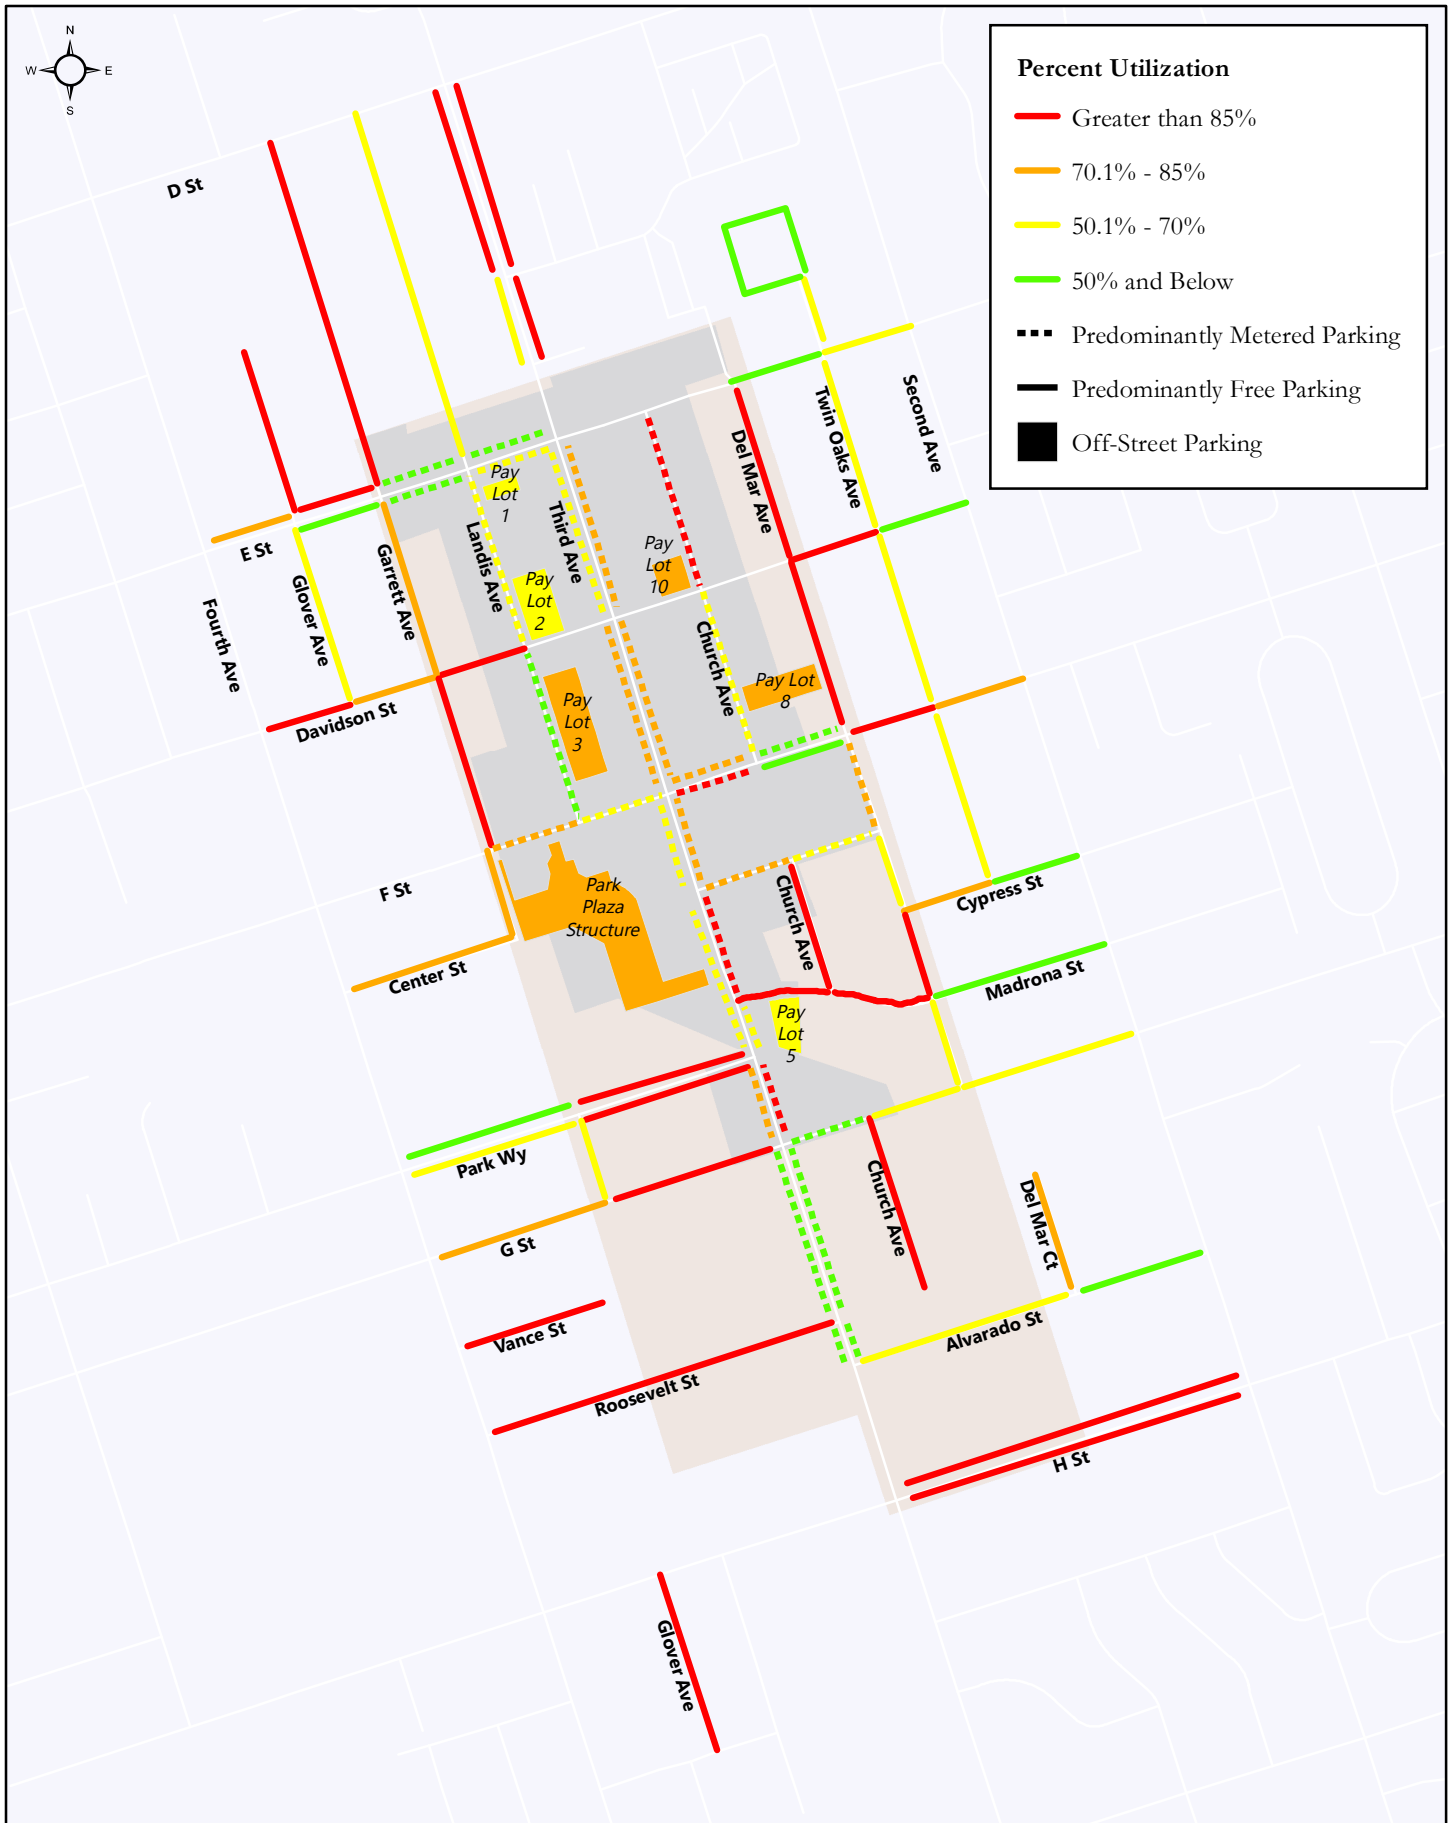 N
W
E
S
Percent Utilization
Greater than 85%
70.1% - 85%
50.1% - 70%
50% and Below
Predominantly Metered Parking
Predominantly Free Parking
Off-Street Parking
D St
Second Ave
Twin Oaks Ave
Del Mar Ave
Pay
Lot
1
Third Ave
Landis Ave
E St
Garrett Ave
Glover Ave
Fourth Ave
Pay
Lot
10
Pay
Lot
2
Church Ave
Pay Lot
8
Pay
Lot
3
Davidson St
F St
Park
Plaza
Structure
Church Ave
Cypress St
Center St
Madrona St
Pay
Lot
5
Park Wy
Church Ave
Del Mar Ct
G St
Vance St
Alvarado St
Roosevelt St
H St
Glover Ave